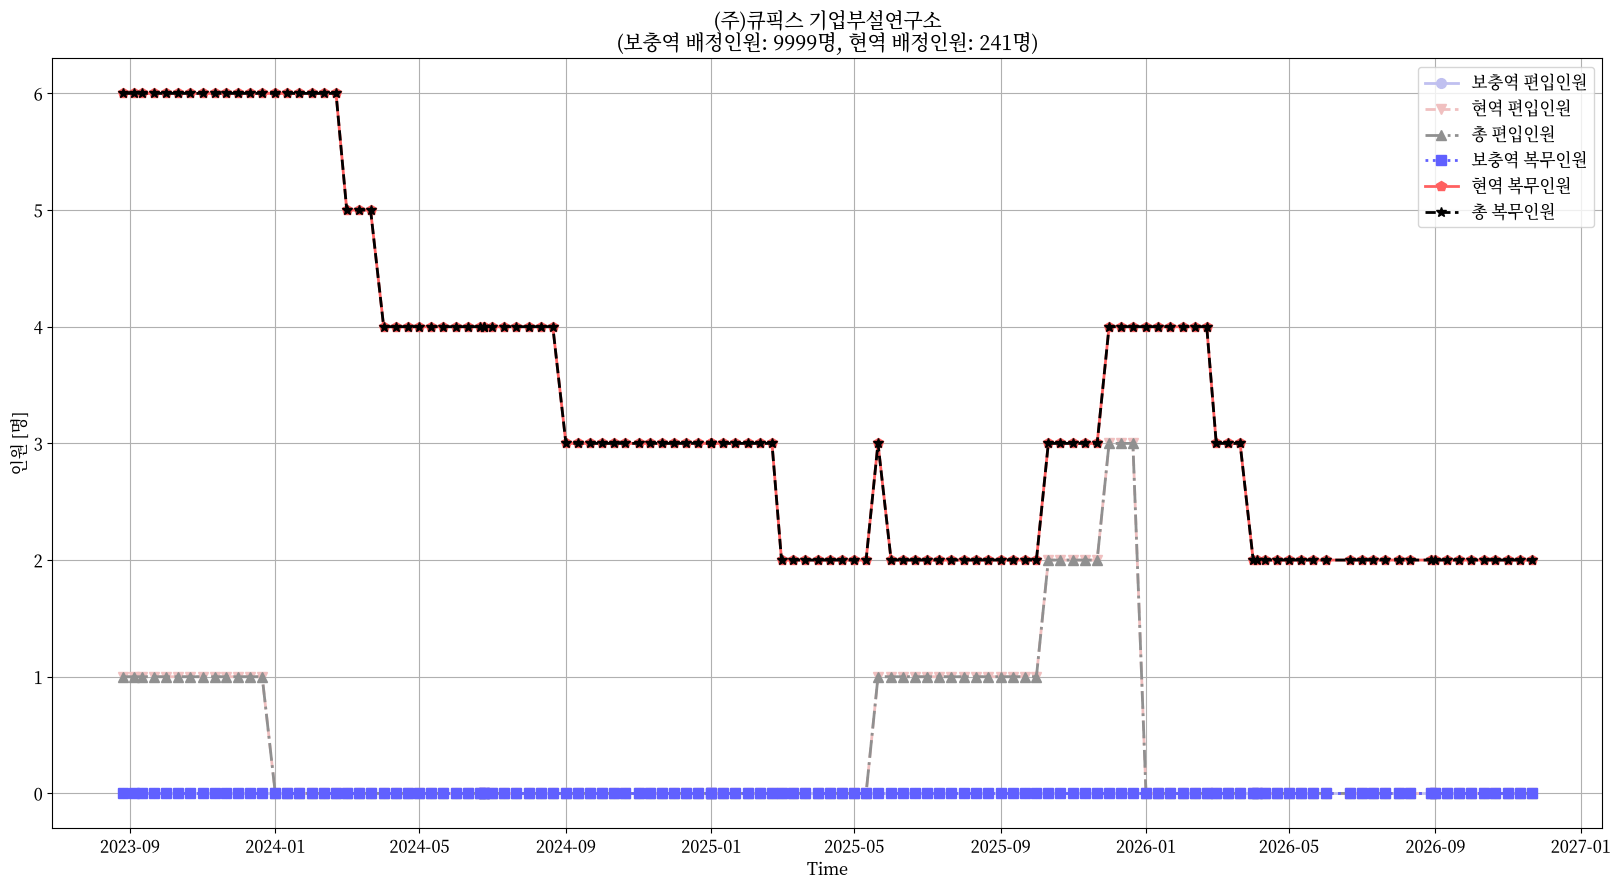 (주)큐픽스 기업부설연구소
(보충역 배정인원: 9999명, 현역 배정인원: 241명)
보충역 편입인원
현역 편입인원
총 편입인원
보충역 복무인원
현역 복무인원
총 복무인원
인원 [명]
6
5
4
3
2
1
0
2023-09
2024-01
2024-05
2024-09
2025-01
2025-05
2025-09
2026-01
2026-05
2026-09
2027-01
Time